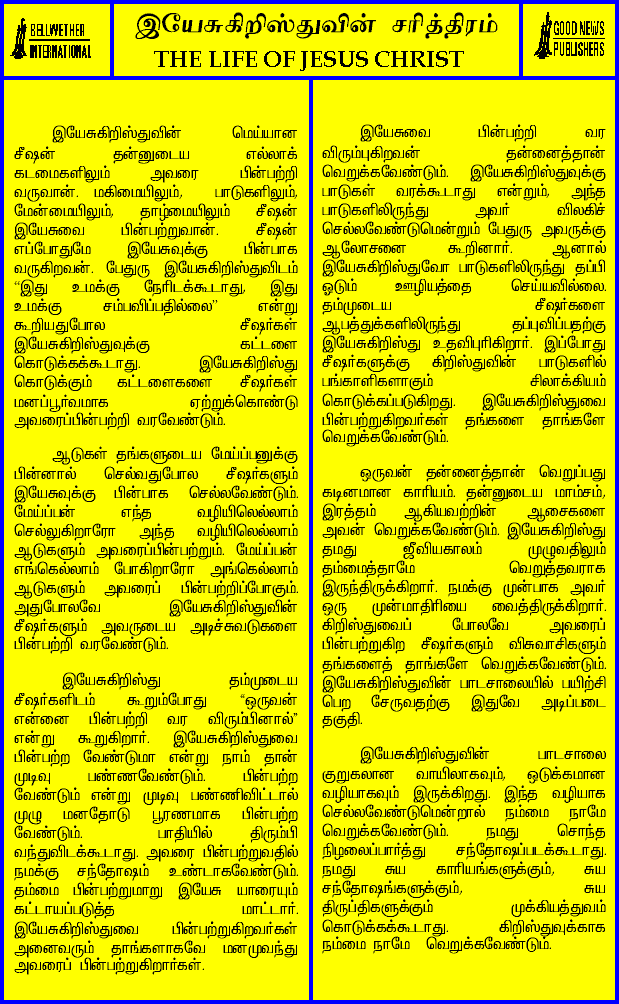 BELLWETHER
INTERNATIONAL
இயேசுகிறிஸ்துவின் சரித்திரம்
THE LIFE OF JESUS CHRIST
GOOD NEWS
PUBLISHERS
இயேசுகிறிஸ்துவின் மெய்யான
சீஷன் தன்னுடைய எல்லாக்
கடமைகளிலும் அவரை பின்பற்றி
வருவான். மகிமையிலும், பாடுகளிலும்,
மேன்மையிலும், தாழ்மையிலும் சீஷன்
இயேசுவை பின்பற்றுவான். சீஷன்
எப்போதுமே இயேசுவுக்கு பின்பாக
வருகிறவன். பேதுரு இயேசுகிறிஸ்துவிடம்
“இது உமக்கு நேரிடக்கூடாது, இது
உமக்கு சம்பவிப்பதில்லை” என்று
கூறியதுபோல சீஷர்கள்
இயேசுகிறிஸ்துவுக்கு கட்டளை
கொடுக்கக்கூடாது. இயேசுகிறிஸ்து
கொடுக்கும் கட்டளைகளை சீஷர்கள்
மனப்பூர்வமாக ஏற்றுக்கொண்டு
அவரைப்பின்பற்றி வரவேண்டும்.
ஆடுகள் தங்களுடைய மேய்ப்பனுக்கு
பின்னால் செல்வதுபோல சீஷர்களும்
இயேசுவுக்கு பின்பாக செல்லவேண்டும்.
மேய்ப்பன் எந்த வழியிலெல்லாம்
செல்லுகிறாரோ அந்த வழியிலெல்லாம்
ஆடுகளும் அவரைப்பின்பற்றும். மேய்ப்பன்
எங்கெல்லாம் போகிறாரோ அங்கெல்லாம்
ஆடுகளும் அவரைப் பின்பற்றிப்போகும்.
அதுபோலவே இயேசுகிறிஸ்துவின்
சீஷர்களும் அவருடைய அடிச்சுவடுகளை
பின்பற்றி வரவேண்டும்.
இயேசுகிறிஸ்து தம்முடைய
சீஷர்களிடம் கூறும்போது “ஒருவன்
என்னை பின்பற்றி வர விரும்பினால்”
என்று கூறுகிறார். இயேசுகிறிஸ்துவை
பின்பற்ற வேண்டுமா என்று நாம் தான்
முடிவு பண்ணவேண்டும். பின்பற்ற
வேண்டும் என்று முடிவு பண்ணிவிட்டால்
முழு மனதோடு பூரணமாக பின்பற்ற
வேண்டும். பாதியில் திரும்பி
வந்துவிடக்கூடாது. அவரை பின்பற்றுவதில்
நமக்கு சந்தோஷம் உண்டாகவேண்டும்.
தம்மை பின்பற்றுமாறு இயேசு யாரையும்
கட்டாயப்படுத்த மாட்டார்.
இயேசுகிறிஸ்துவை பின்பற்றுகிறவர்கள்
அனைவரும் தாங்களாகவே மனமுவந்து
அவரைப் பின்பற்றுகிறார்கள்.
இயேசுவை பின்பற்றி வர
விரும்புகிறவன் தன்னைத்தான்
வெறுக்கவேண்டும். இயேசுகிறிஸ்துவுக்கு
பாடுகள் வரக்கூடாது என்றும், அந்த
பாடுகளிலிருந்து அவர் விலகிச்
செல்லவேண்டுமென்றும் பேதுரு அவருக்கு
ஆலோசனை கூறினார். ஆனால்
இயேசுகிறிஸ்துவோ பாடுகளிலிருந்து தப்பி
ஓடும் ஊழியத்தை செய்யவில்லை.
தம்முடைய சீஷர்களை
ஆபத்துக்களிலிருந்து தப்புவிப்பதற்கு
இயேசுகிறிஸ்து உதவிபுரிகிறார். இப்போது
சீஷர்களுக்கு கிறிஸ்துவின் பாடுகளில்
பங்காளிகளாகும் சிலாக்கியம்
கொடுக்கப்படுகிறது. இயேசுகிறிஸ்துவை
பின்பற்றுகிறவர்கள் தங்களை தாங்களே
வெறுக்கவேண்டும்.
ஒருவன் தன்னைத்தான் வெறுப்பது
கடினமான காரியம். தன்னுடைய மாம்சம்,
இரத்தம் ஆகியவற்றின் ஆசைகளை
அவன் வெறுக்கவேண்டும். இயேசுகிறிஸ்து
தமது ஜீவியகாலம் முழுவதிலும்
தம்மைத்தாமே வெறுத்தவராக
இருந்திருக்கிறார். நமக்கு முன்பாக அவர்
ஒரு முன்மாதிரியை வைத்திருக்கிறார்.
கிறிஸ்துவைப் போலவே அவரைப்
பின்பற்றுகிற சீஷர்களும் விசுவாசிகளும்
தங்களைத் தாங்களே வெறுக்கவேண்டும்.
இயேசுகிறிஸ்துவின் பாடசாலையில் பயிற்சி
பெற சேருவதற்கு இதுவே அடிப்படை
தகுதி.
இயேசுகிறிஸ்துவின் பாடசாலை
குறுகலான வாயிலாகவும், ஒடுக்கமான
வழியாகவும் இருக்கிறது. இந்த வழியாக
செல்லவேண்டுமென்றால் நம்மை நாமே
வெறுக்கவேண்டும். நமது சொந்த
நிழலைப்பார்த்து சந்தோஷப்படக்கூடாது.
நமது சுய காரியங்களுக்கும், சுய
சந்தோஷங்களுக்கும், சுய
திருப்திகளுக்கும் முக்கியத்துவம்
கொடுக்கக்கூடாது. கிறிஸ்துவுக்காக
நம்மை நாமே வெறுக்கவேண்டும்.